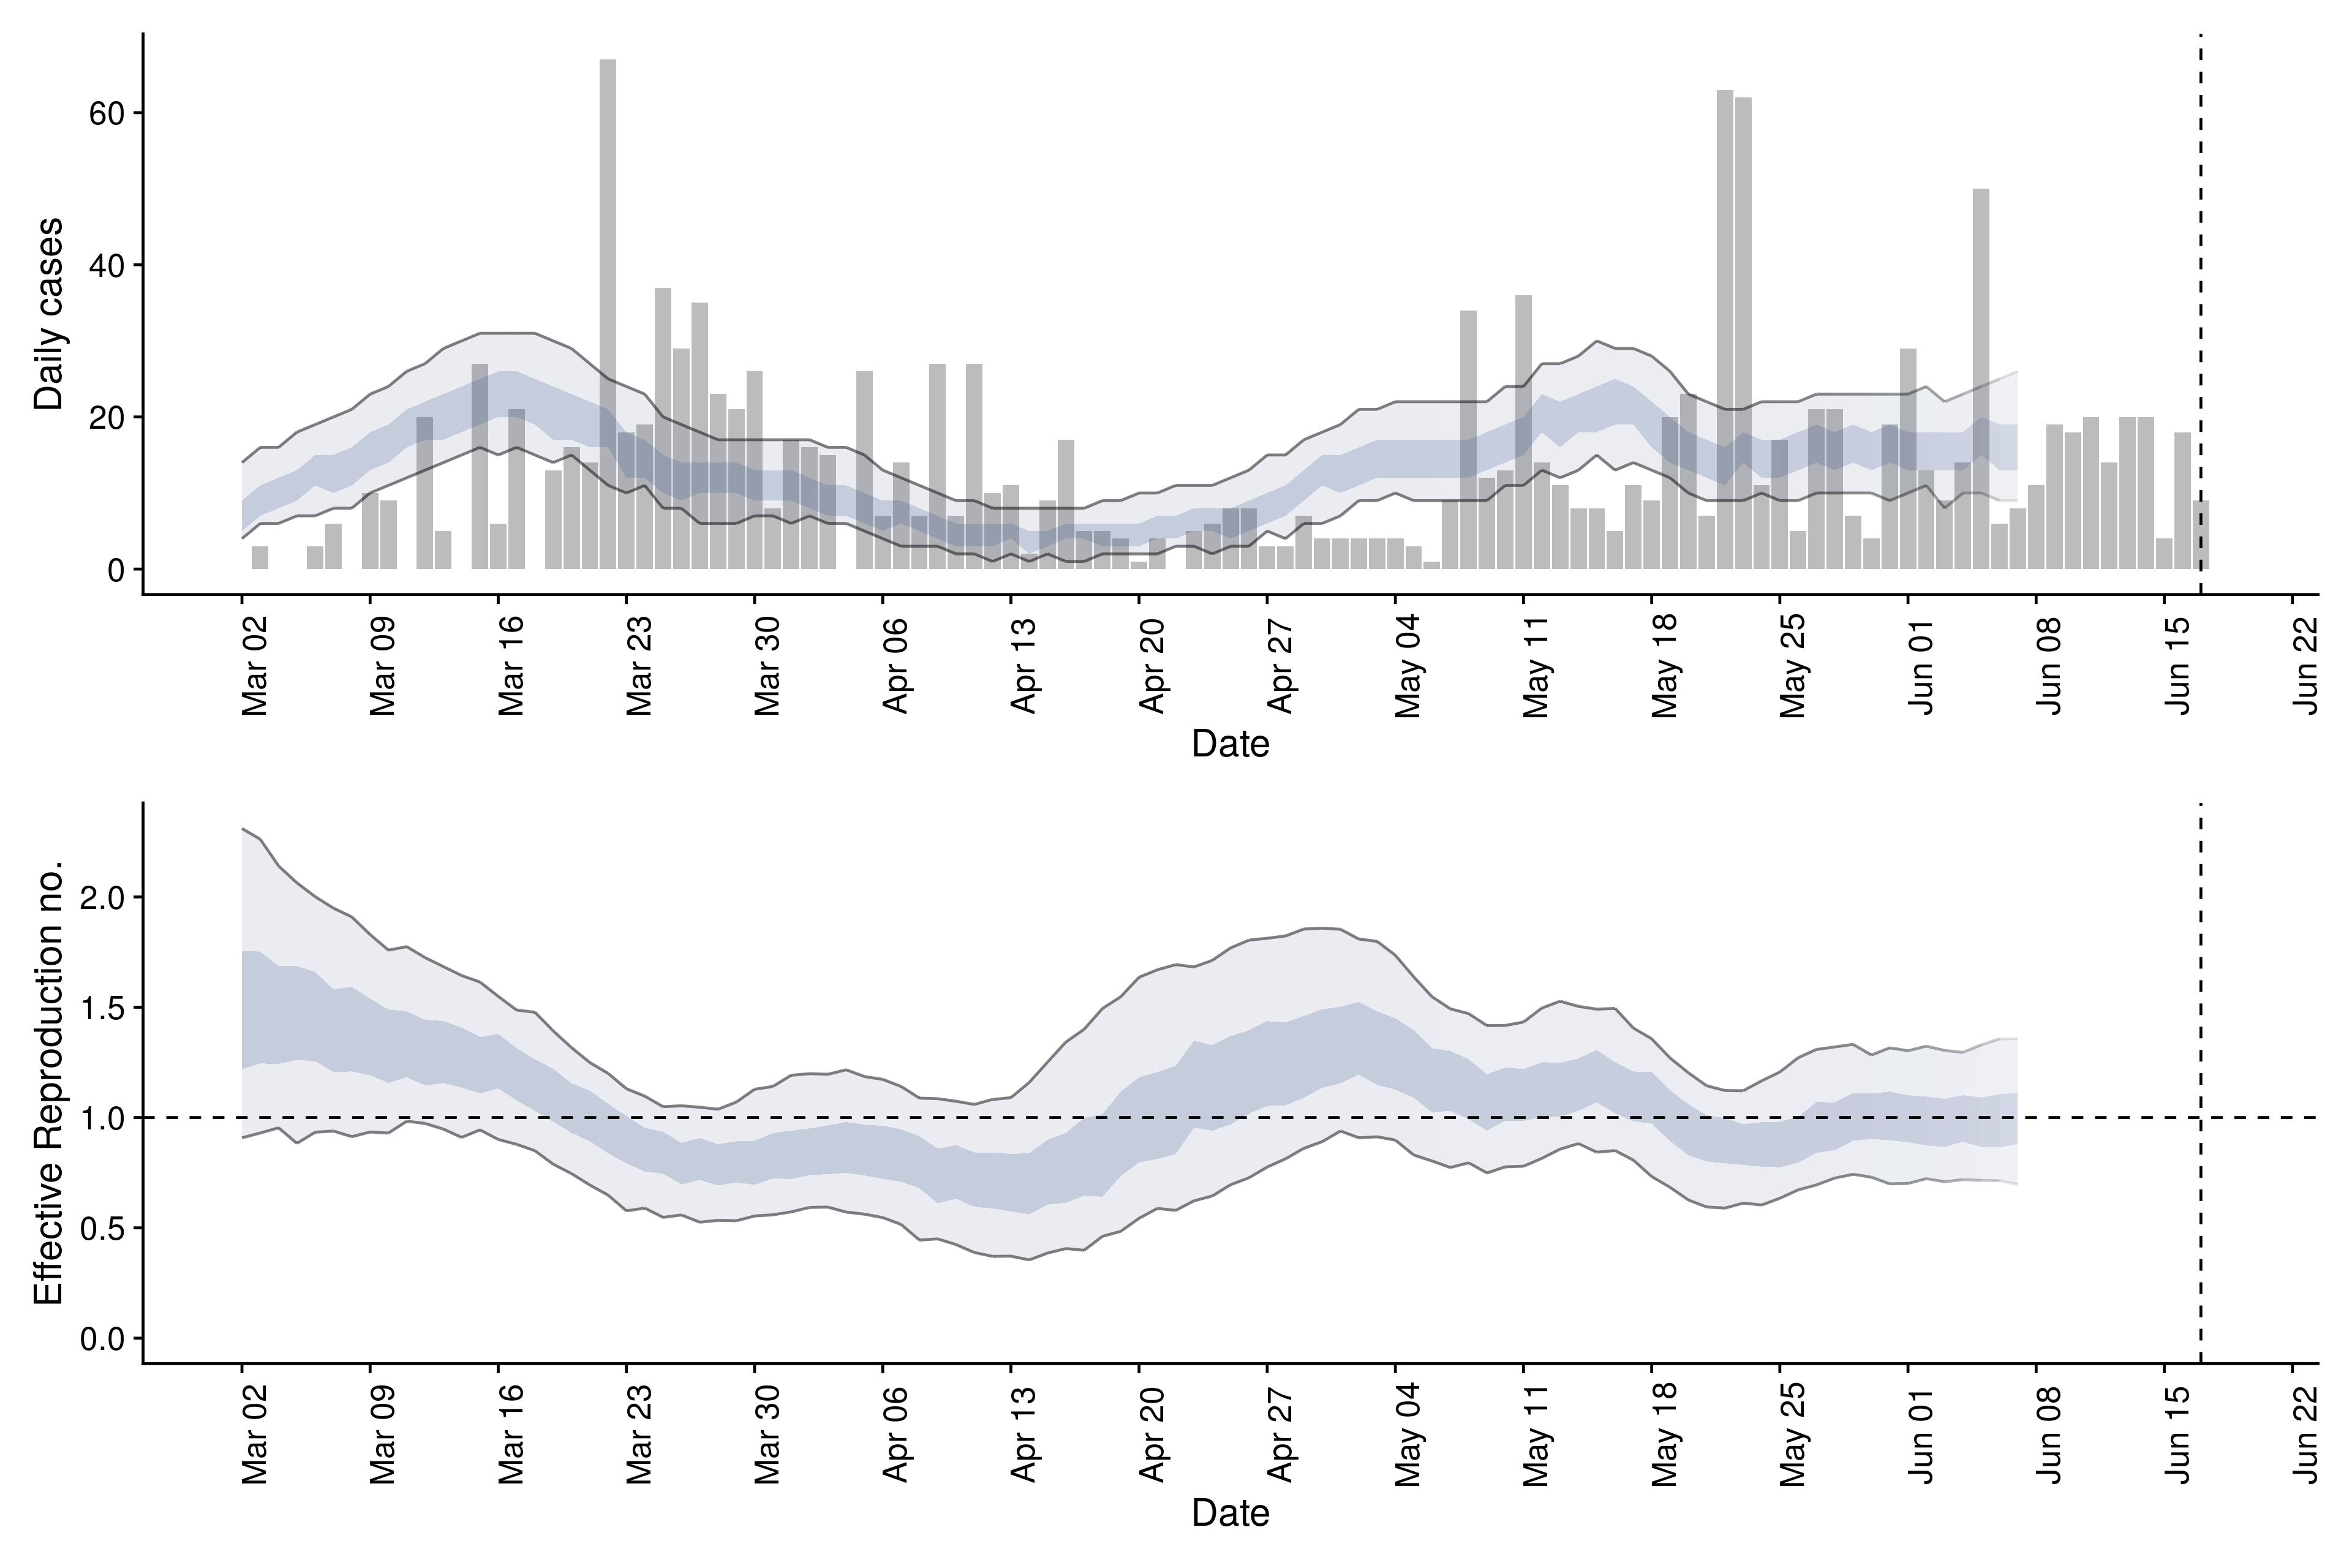 Daily cases
60
40
20
0
Mar 02
Mar 09
Mar 16
Mar 23
Mar 30
Apr 06
Apr 13
Apr 20
Apr 27
May 04
May 11
May 18
May 25
Jun 01
Jun 08
Jun 15
Jun 22
Date
Effective Reproduction no.
2.0
1.5
1.0
0.5
0.0
Mar 02
Mar 09
Mar 16
Mar 23
Mar 30
Apr 06
Apr 13
Apr 20
Apr 27
May 04
May 11
May 18
May 25
Jun 01
Jun 08
Jun 15
Jun 22
Date